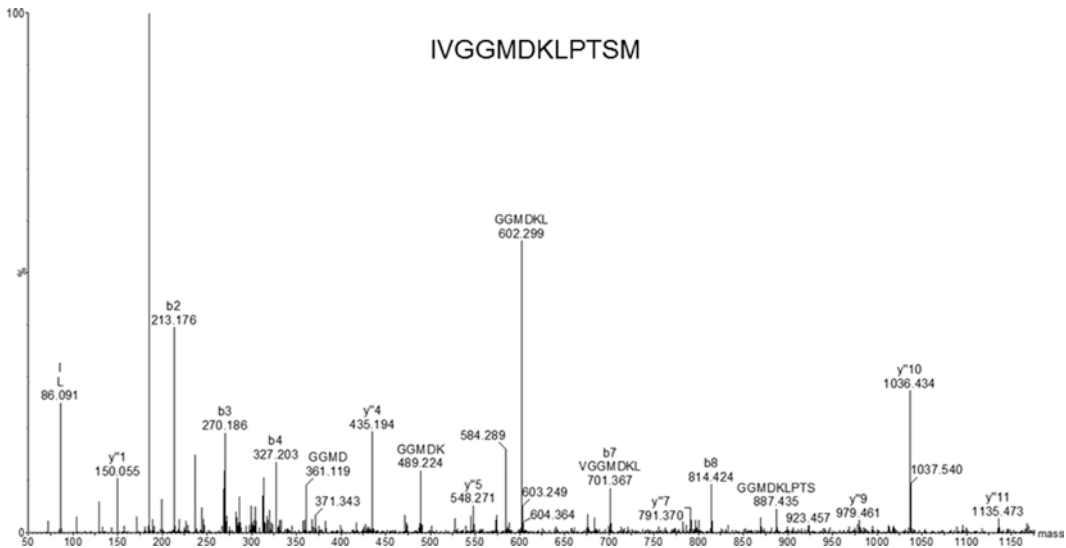 IVGGMDKLPTSM
100
%
I
L
86.091
y"1
150.055
b2
213.176
b3
270.186
b4
327.203
GGMD
361.119
371.343
y"4
435.194
GGMDK
489.224
y"5
548.271
584.289
GGMDKL
602.299
603.249
604.364
b7
VGGMDKL
701.367
y"7
791.370
b8
814.424
GGMDKLPTS
887.435
923.457
y"9
979.461
y"10
1036.434
1037.540
y"11
1135.473
mass
50 100 150 200 250 300 350 400 450 500 550 600 650 700 750 800 850 900 950 1000 1050 1100 1150